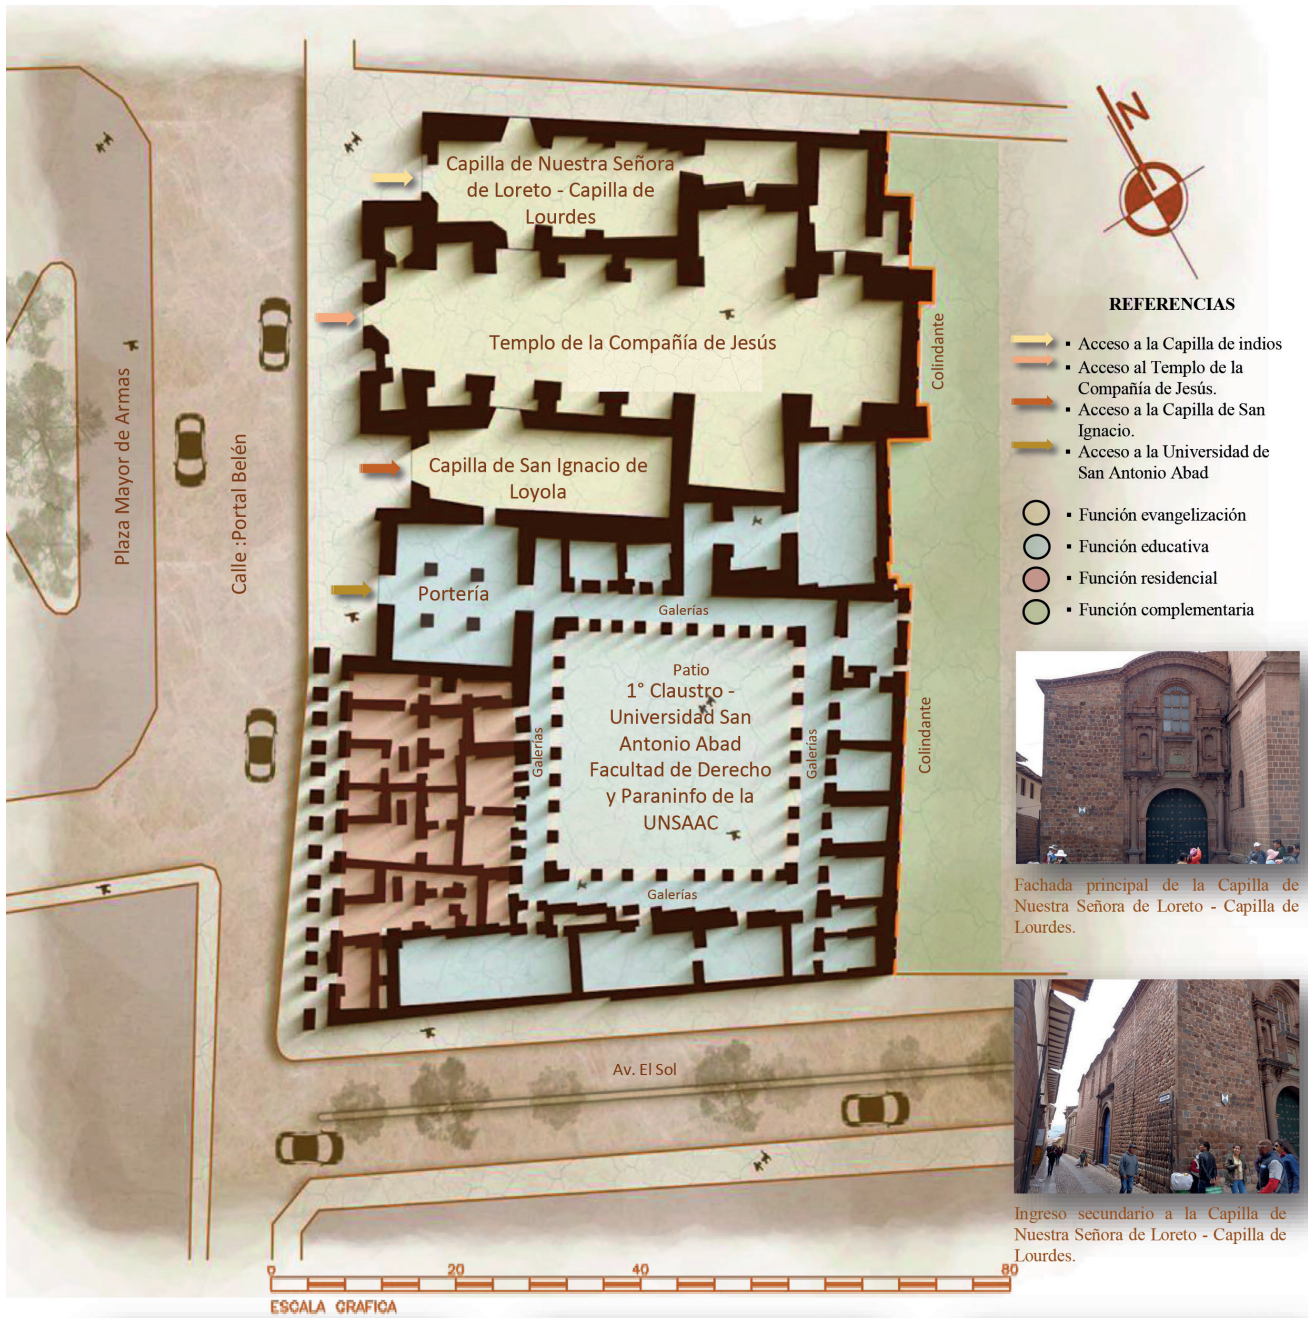 N
Capilla de Nuestra Señora
de Loreto - Capilla de
Lourdes
Templo de la Compañía de Jesús
Capilla de San Ignacio de
Loyola
Portería
Galerías
Patio
1° Claustro -
Universidad San
Antonio Abad
Facultad de Derecho
y Paraninfo de la
UNSAAC
Galerías
Galerías
Galerías
Colindante
Colindante
Plaza Mayor de Armas
Calle :Portal Belén
Av. El Sol
REFERENCIAS
▪ Acceso a la Capilla de indios
▪ Acceso al Templo de la
Compañía de Jesús.
▪ Acceso a la Capilla de San
Ignacio.
▪ Acceso a la Universidad de
San Antonio Abad
▪ Función evangelización
▪ Función educativa
▪ Función residencial
▪ Función complementaria
Fachada principal de la Capilla de
Nuestra Señora de Loreto - Capilla de
Lourdes.
Ingreso secundario a la Capilla de
Nuestra Señora de Loreto - Capilla de
Lourdes.
0 20 40 80
ESCALA GRAFICA